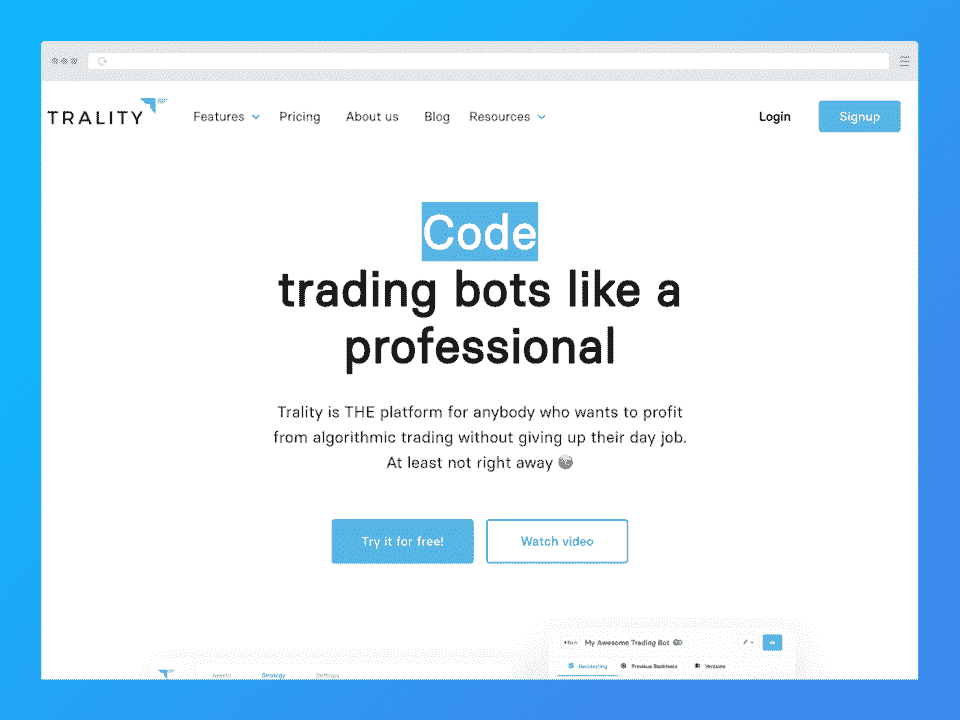 TRALITY
Features Pricing About us Blog Resources Login Signup
Code
trading bots like a
professional
Trality is THE platform for anybody who wants to profit
from algorithmic trading without giving up their day job.
At least not right away
Try it for free! Watch video
My Awesome Trading Bot
Backtesting Previous Backtests Versions
Assets Strategy Settings